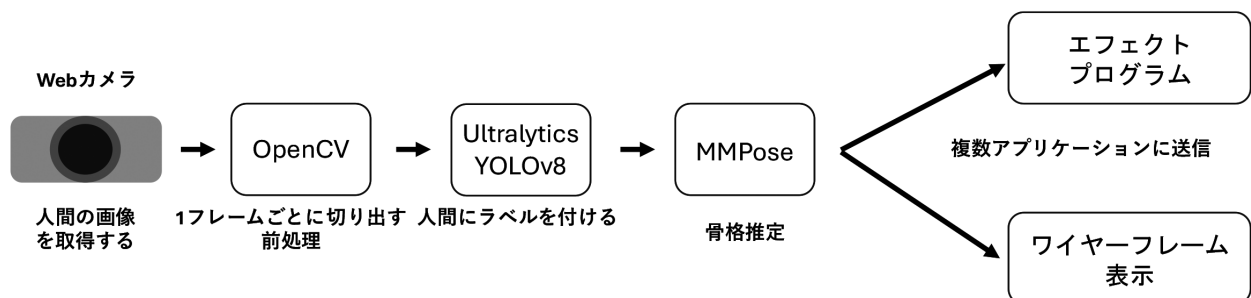 Webカメラ
人間の画像
を取得する
OpenCV
1フレームごとに切り出す
前処理
Ultralytics
YOLOv8
人間にラベルを付ける
MMPose
骨格推定
エフェクト
プログラム
複数アプリケーションに送信
ワイヤーフレーム
表示